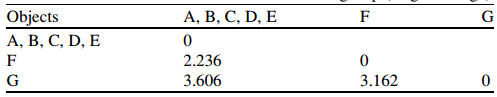 Objects A, B, C, D, E F G
A, B, C, D, E 0
F 2.236 0
G 3.606 3.162 0